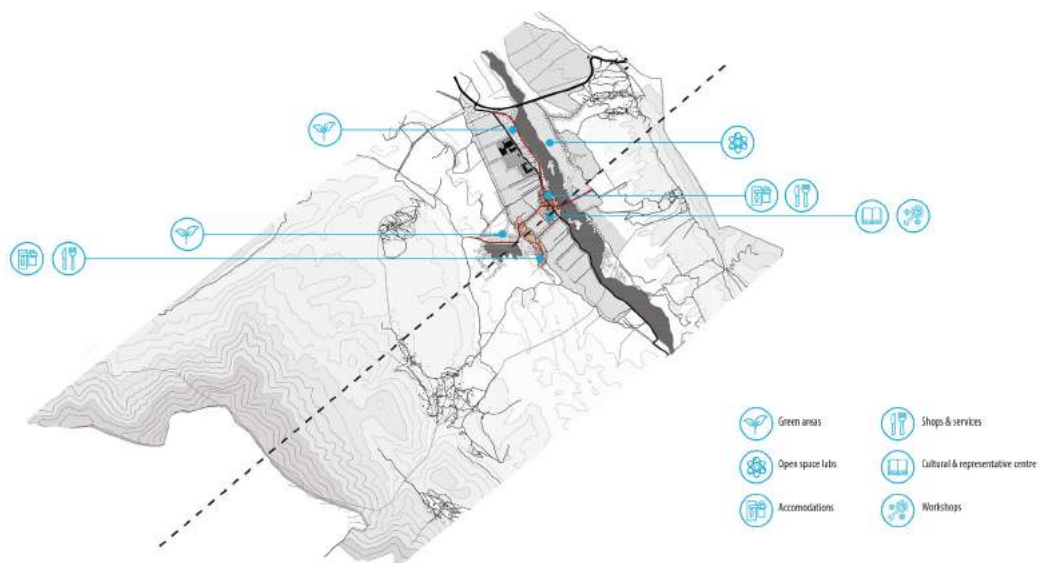 Green areas
Shops & services
Open space labs
Cultural & representative centre
Accomodations
Workshops